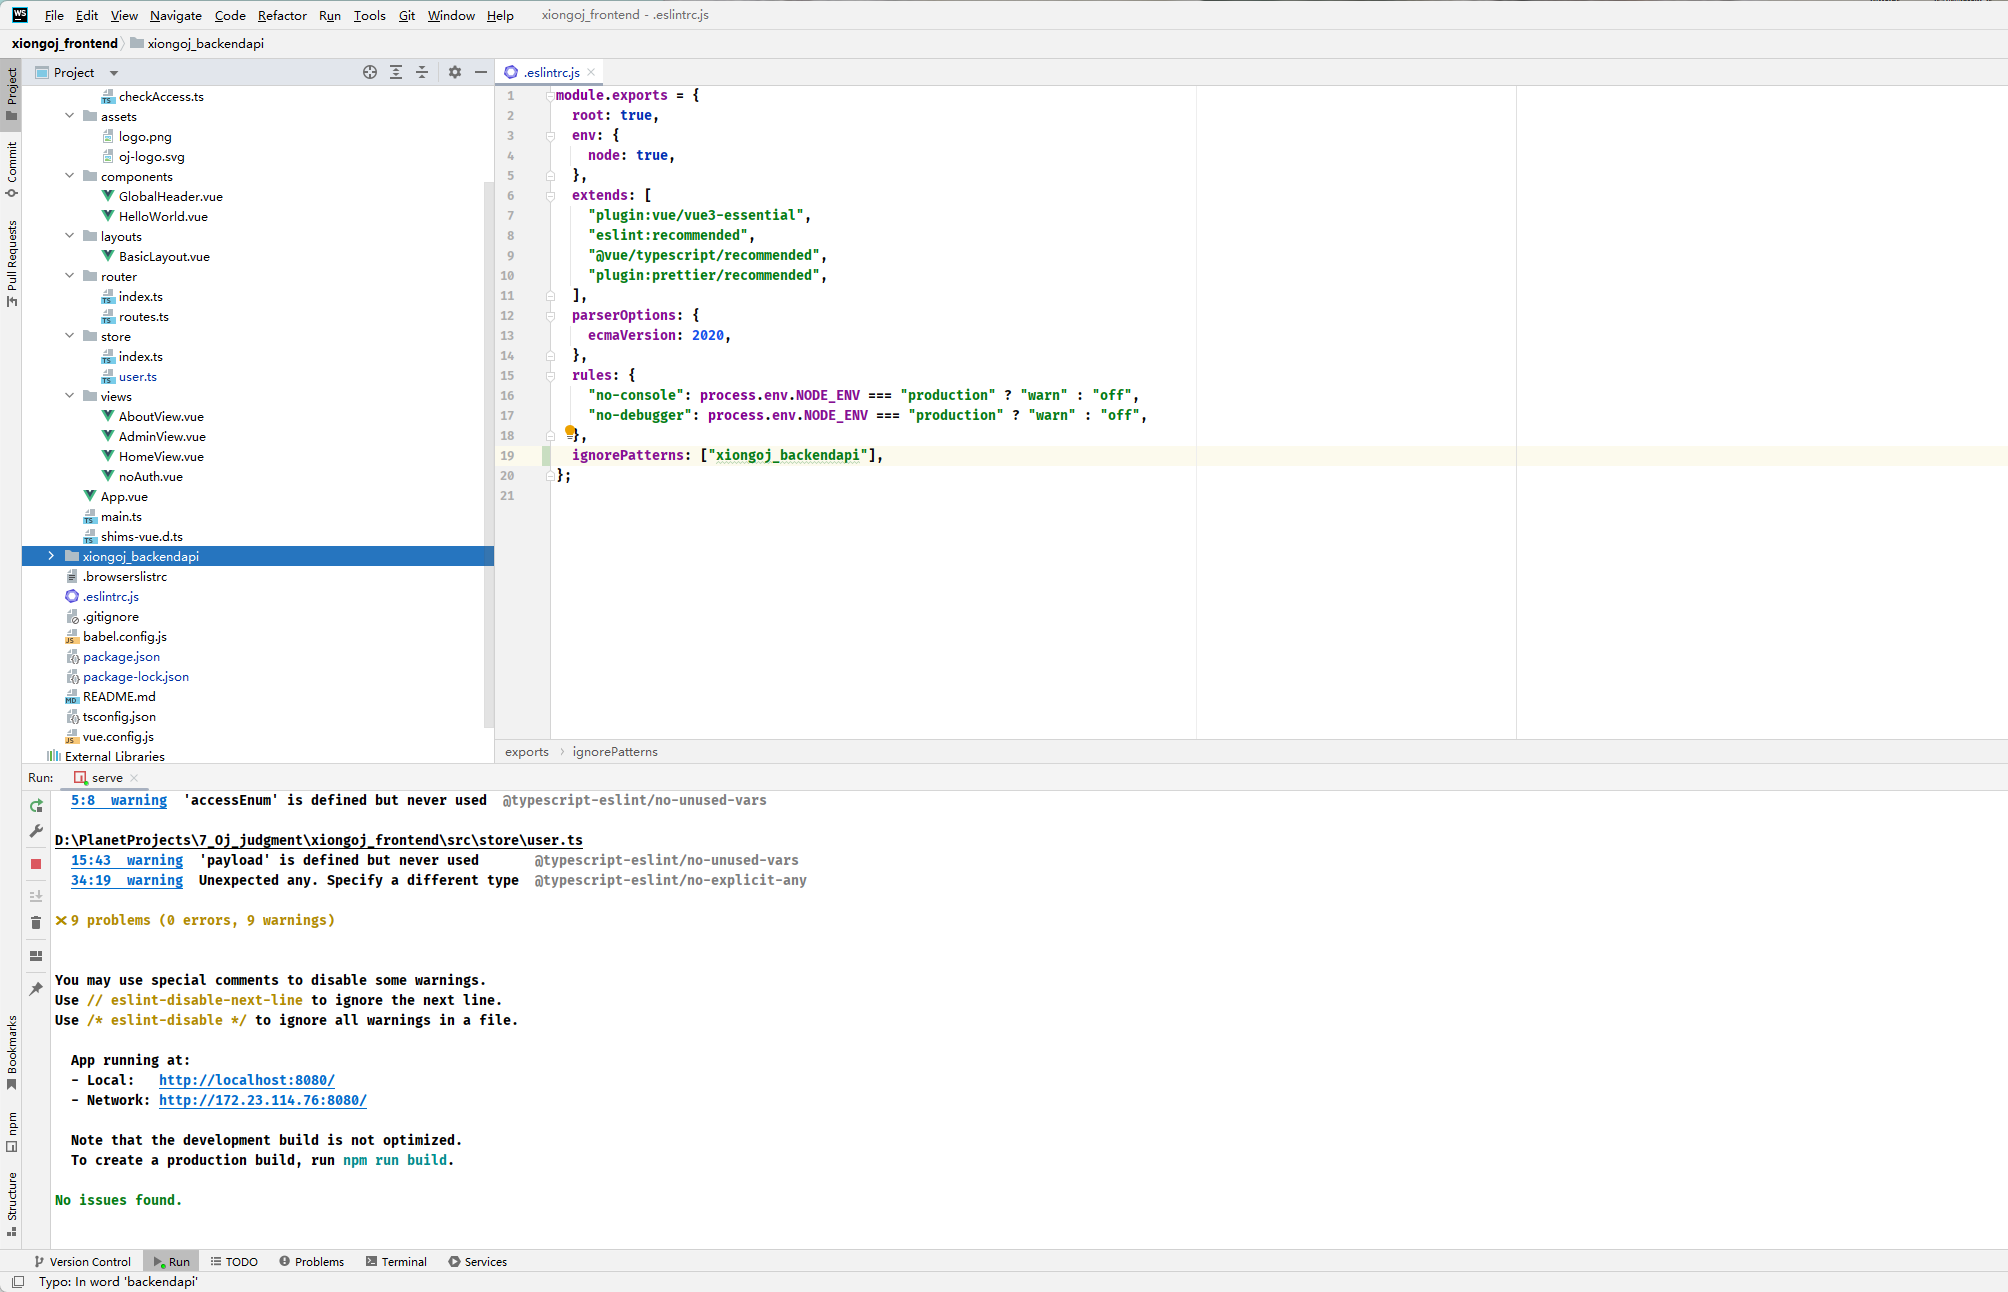 WS File Edit View Navigate Code Refactor Run Tools Git Window Help xiongoj_frontend - .eslintrc.js
xiongoj_frontend xiongoj_backendapi
Project
Commit
Pull Requests
Bookmarks
npm
Structure
Project
checkAccess.ts
assets
logo.png
oj-logo.svg
components
GlobalHeader.vue
HelloWorld.vue
layouts
BasicLayout.vue
router
index.ts
routes.ts
store
index.ts
user.ts
views
AboutView.vue
AdminView.vue
HomeView.vue
noAuth.vue
App.vue
main.ts
shims-vue.d.ts
xiongoj_backendapi
.browserslistrc
.eslintrc.js
.gitignore
babel.config.js
package.json
package-lock.json
README.md
tsconfig.json
vue.config.js
External Libraries
.eslintrc.js
1 module.exports = {
2 root: true,
3 env: {
4 node: true,
5 },
6 extends: [
7 "plugin:vue/vue3-essential",
8 "eslint:recommended",
9 "@vue/typescript/recommended",
10 "plugin:prettier/recommended",
11 ],
12 parserOptions: {
13 ecmaVersion: 2020,
14 },
15 rules: {
16 "no-console": process.env.NODE_ENV === "production" ? "warn" : "off",
17 "no-debugger": process.env.NODE_ENV === "production" ? "warn" : "off",
18 },
19 ignorePatterns: ["xiongoj_backendapi"],
20 };
21
exports ignorePatterns
Run: serve
5:8 warning 'accessEnum' is defined but never used @typescript-eslint/no-unused-vars
D:\PlanetProjects\7_Oj_judgment\xiongoj_frontend\src\store\user.ts
15:43 warning 'payload' is defined but never used @typescript-eslint/no-unused-vars
34:19 warning Unexpected any. Specify a different type @typescript-eslint/no-explicit-any
✖ 9 problems (0 errors, 9 warnings)
You may use special comments to disable some warnings.
Use // eslint-disable-next-line to ignore the next line.
Use /* eslint-disable */ to ignore all warnings in a file.
App running at:
- Local: http://localhost:8080/
- Network: http://172.23.114.76:8080/
Note that the development build is not optimized.
To create a production build, run npm run build.
No issues found.
Version Control Run TODO Problems Terminal Services
Typo: In word 'backendapi'